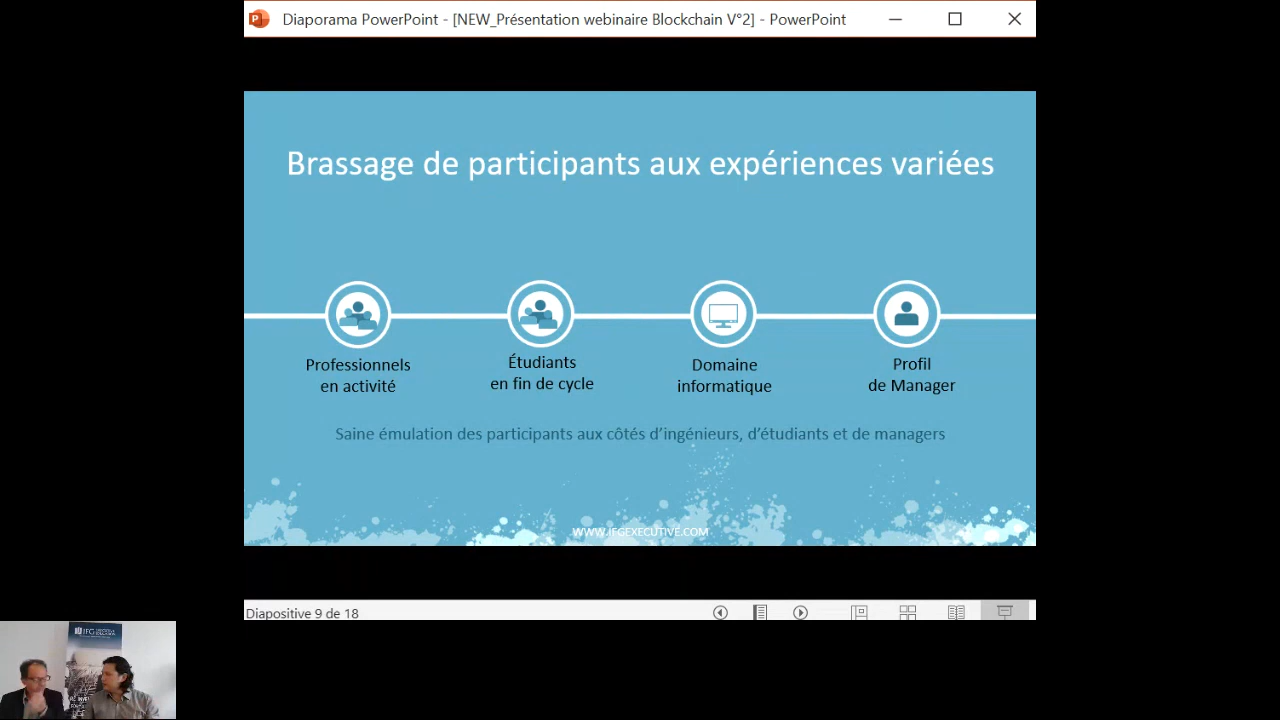 Diaporama PowerPoint - [NEW_Présentation webinaire Blockchain V°2] - PowerPoint
Brassage de participants aux expériences variées
Professionnels
en activité
Étudiants
en fin de cycle
Domaine
informatique
Profil
de Manager
Saine émulation des participants aux côtés d’ingénieurs, d’étudiants et de managers
WWW.IFGEXECUTIVE.COM
Diapositive 9 de 18
IFG